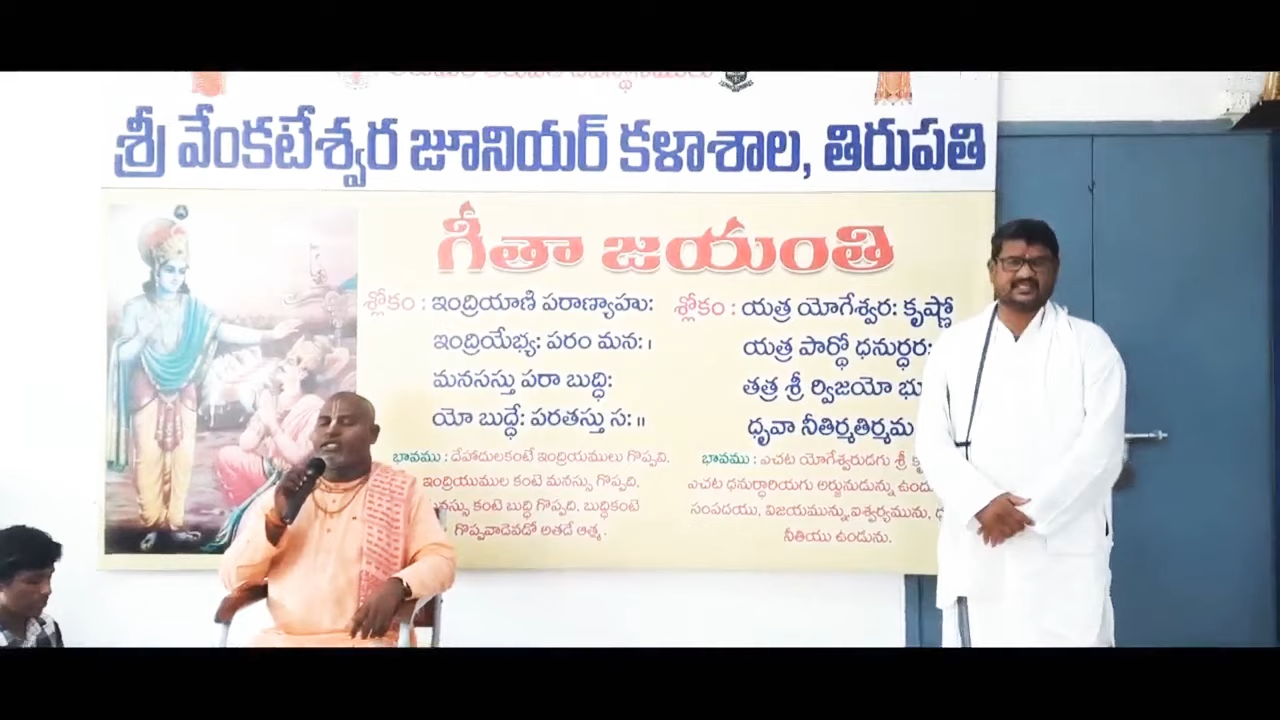 శ్రీ వేంకటేశ్వర జూనియర్ కళాశాల, తిరుపతి
గీతా జయంతి
శ్లోకం : ఇంద్రియాణి పరాణ్యాహు:
ఇంద్రియేభ్య: పరం మన: ।
మనసస్తు పరా బుద్ధి:
యో బుద్ధే: పరతస్తు స: ॥
భావము : దేహాదులకంటే ఇంద్రియములు గొప్పవి.
ఇంద్రియముల కంటె మనస్సు గొప్పది,
మనస్సు కంటె బుద్ధి గొప్పది, బుద్ధికంటె
గొప్పవాడెవడో అతడే ఆత్మ.
శ్లోకం : యత్ర యోగేశ్వర: కృష్ణో
యత్ర పార్థో ధనుర్ధర:
తత్ర శ్రీ ర్విజయో భు
ధృవా నీతిర్మతిర్మమ
భావము : ఎచట యోగేశ్వరుడగు శ్రీ
ఎచట ధనుర్ధారియగు అర్జునుడున్ను
సంపదయు, విజయమున్ను, ఐశ్వర్యమును,
నీతియు ఉండును.